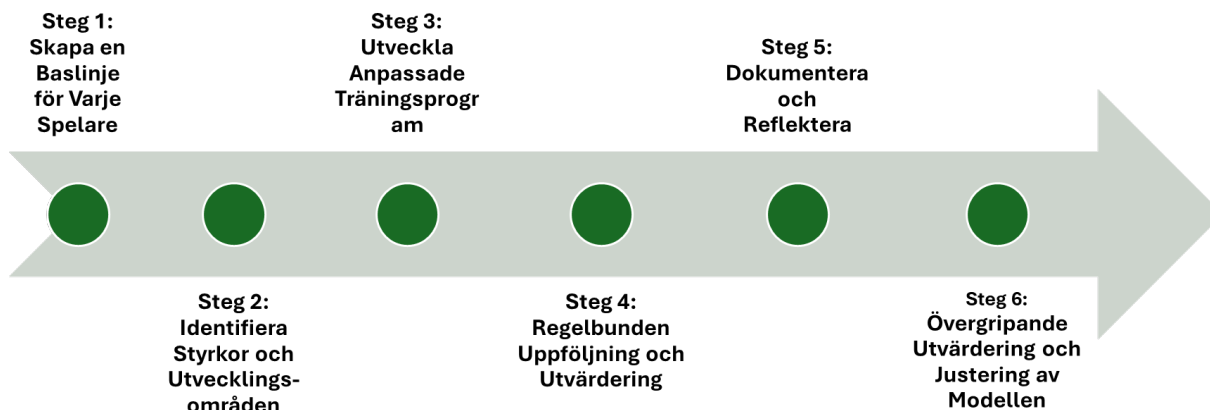 Steg 1:
Skapa en
Baslinje
för Varje
Spelare
Steg 2:
Identifiera
Styrkor och
Utvecklings-
områden
Steg 3:
Utveckla
Anpassade
Träningsprogr
am
Steg 4:
Regelbunden
Uppföljning och
Utvärdering
Steg 5:
Dokumentera
och
Reflektera
Steg 6:
Övergripande
Utvärdering och
Justering av
Modellen